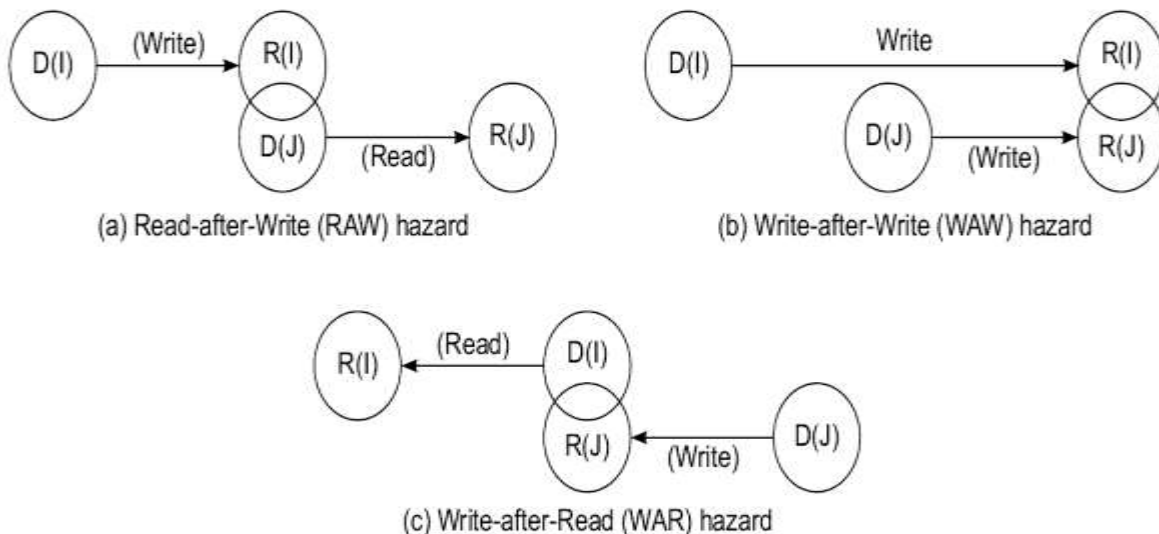 (Write)
D(I)
R(I)
D(J)
(Read)
R(J)
(a) Read-after-Write (RAW) hazard
Write
D(I)
R(I)
D(J)
(Write)
R(J)
(b) Write-after-Write (WAW) hazard
(Read)
R(I)
D(I)
R(J)
(Write)
D(J)
(c) Write-after-Read (WAR) hazard